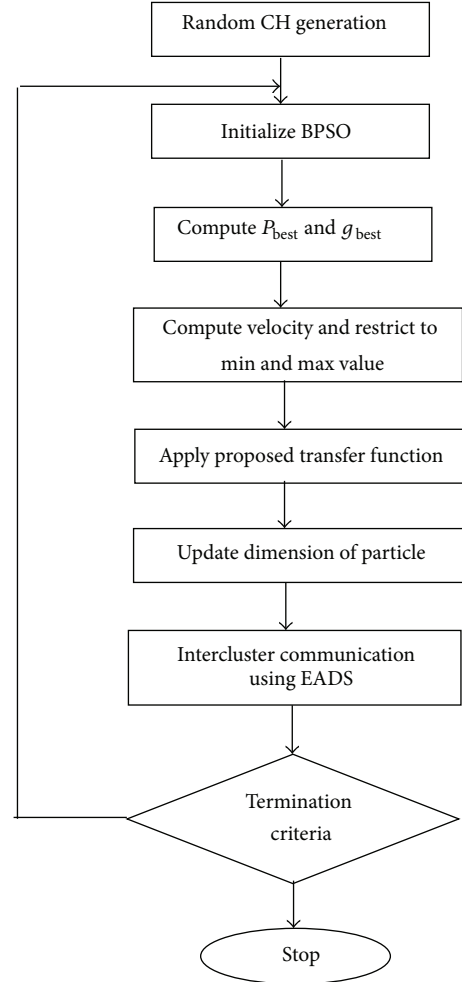 Random CH generation
Initialize BPSO
Compute P_best and g_best
Compute velocity and restrict to
min and max value
Apply proposed transfer function
Update dimension of particle
Intercluster communication
using EADS
Termination
criteria
Stop